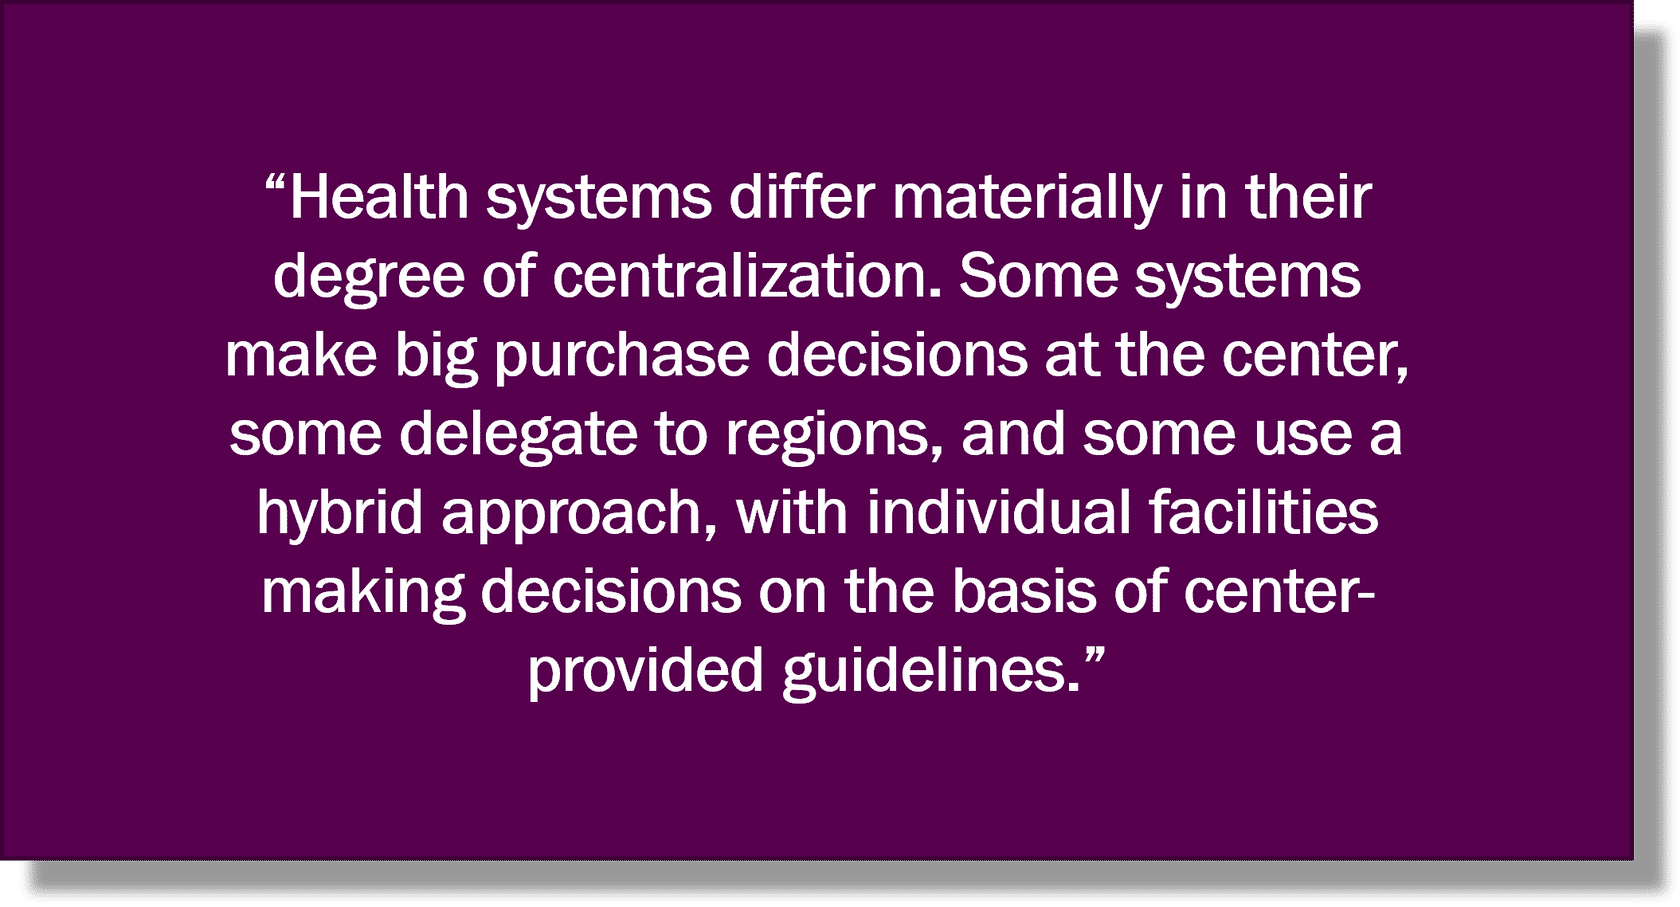 “Health systems differ materially in their
degree of centralization. Some systems
make big purchase decisions at the center,
some delegate to regions, and some use a
hybrid approach, with individual facilities
making decisions on the basis of center-
provided guidelines.”